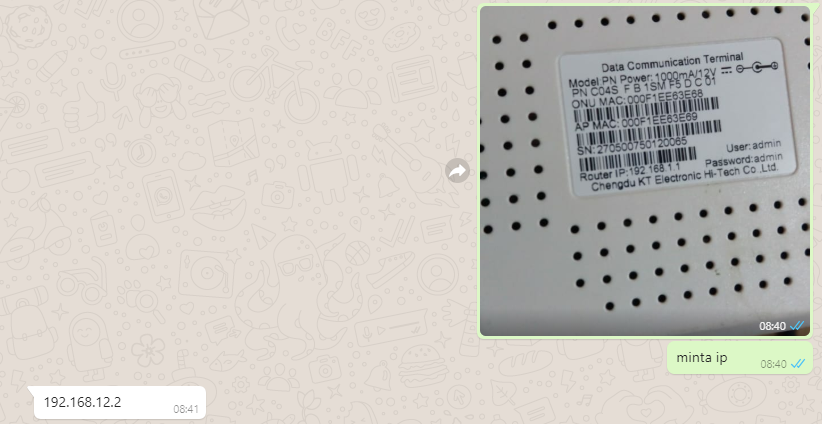 Data Communication Terminal
Model:PN Power: 1000mA/12V
PN C04S F B 1SM F5 D C 01
ONU MAC:000F1EE63E68
AP MAC:000F1EE63E69
SN:270500750120065
User:admin
Router IP:192.168.1.1
Password:admin
Chengdu KT Electronic Hi-Tech Co.,Ltd.
08:40
minta ip
08:40
192.168.12.2
08:41